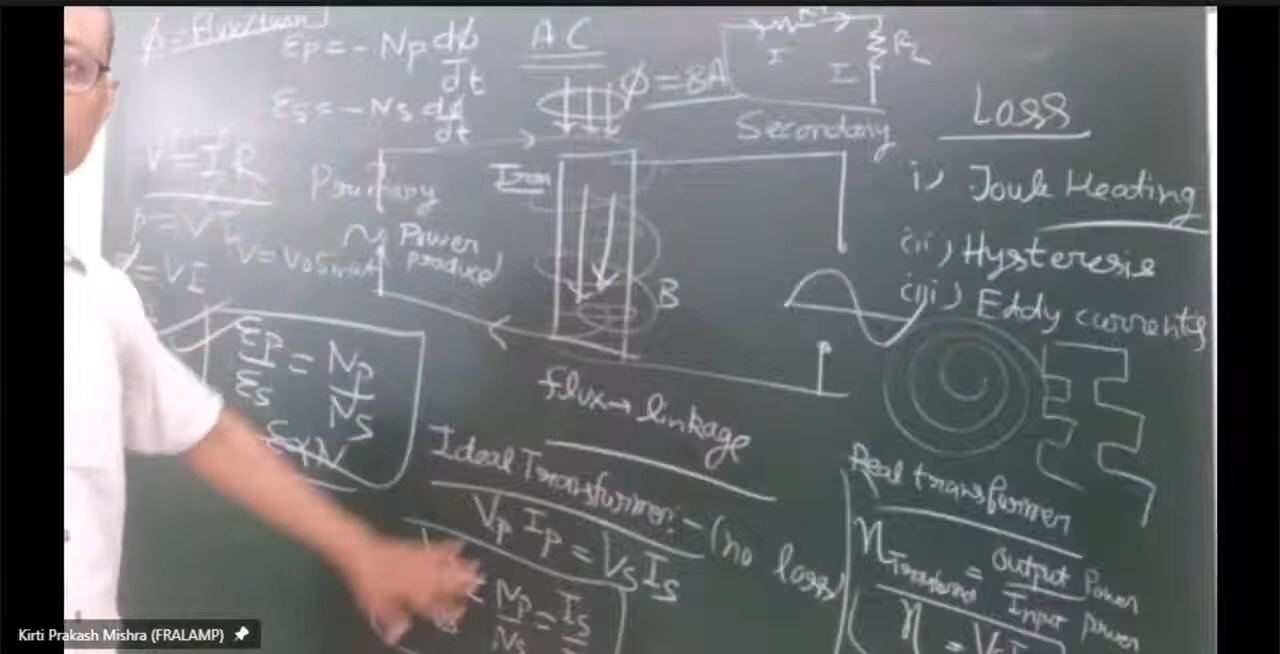 ϕ = Flux/turn
Ep = - Np dϕ/dt
Es = - Ns dϕ/dt
AC
ϕ = BA
I
I
RL
V = IR
V = V0 Sin
= VI
Primary
Power
produced
Iron
B
Secondary
Loss
i) Joule Heating
(ii) Hysteresis
(iii) Eddy currents
Ep/Es = Np/Ns
E ∝ N
flux → linkage
Ideal Transformer :- (no loss)
Vp Ip = Vs Is
Np/Ns = Is
Real transformer
η Transformer = Output Power / Input power
η =
Kirti Prakash Mishra (FRALAMP)